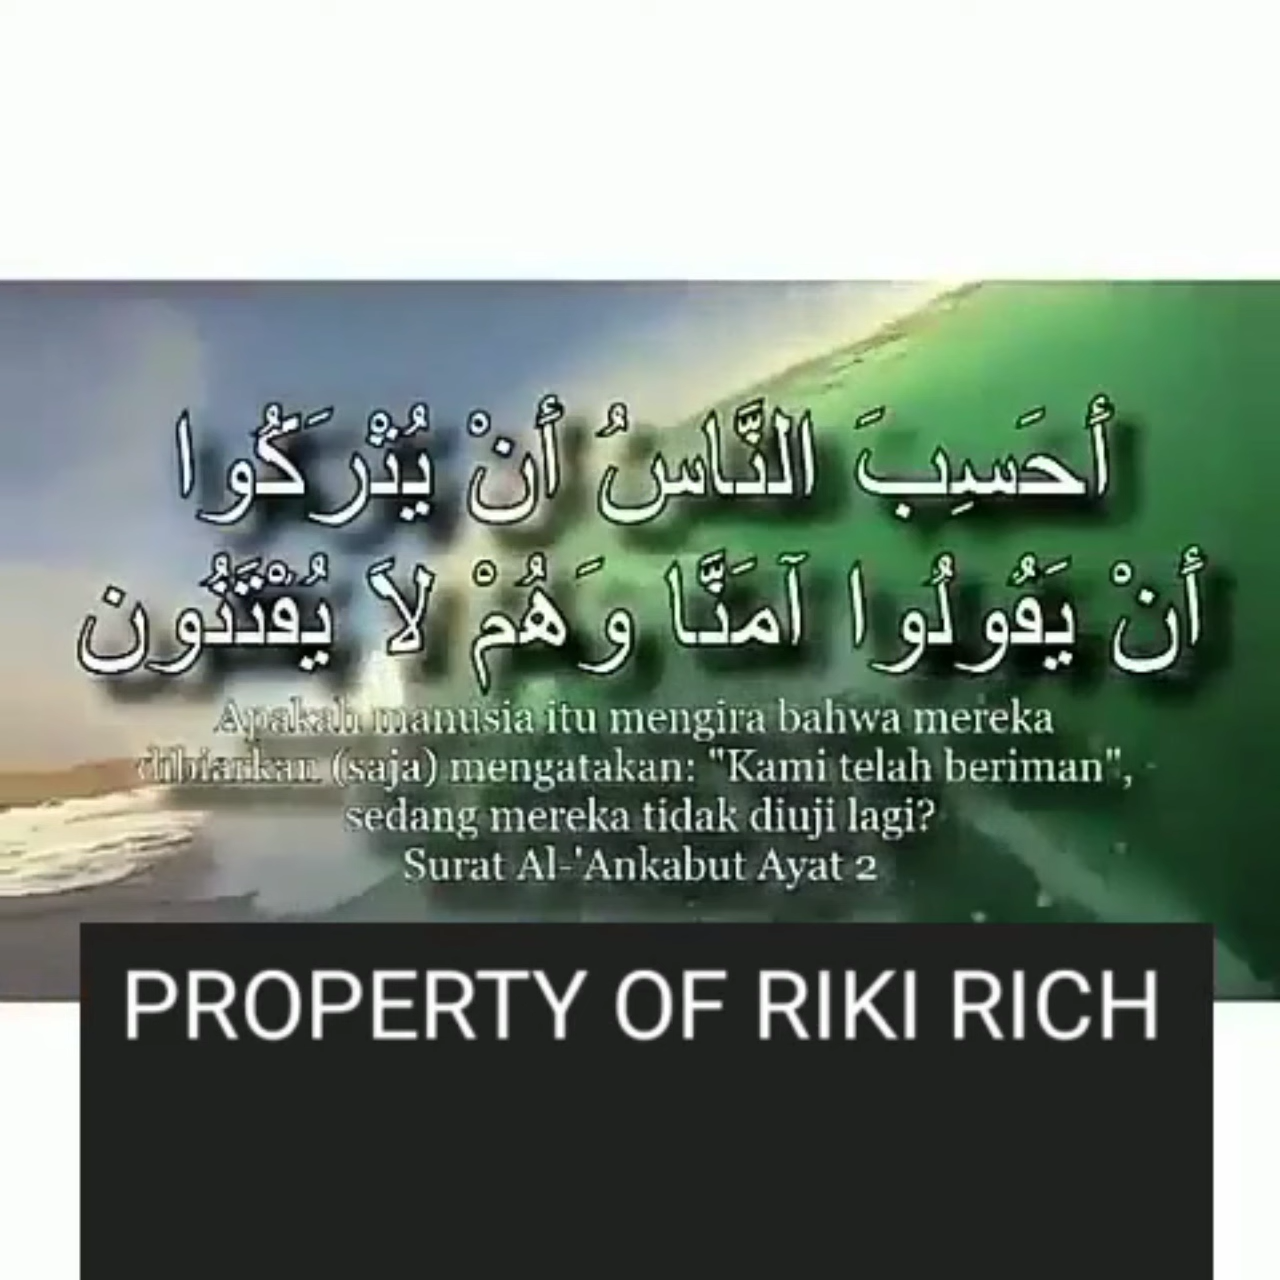 أَحَسِبَ النَّاسُ أَنْ يُتْرَكُوا
أَنْ يَقُولُوا آمَنَّا وَهُمْ لاَ يُفْتَنُون
Apakah manusia itu mengira bahwa mereka
dibiarkan (saja) mengatakan: "Kami telah beriman",
sedang mereka tidak diuji lagi?
Surat Al-'Ankabut Ayat 2
PROPERTY OF RIKI RICH